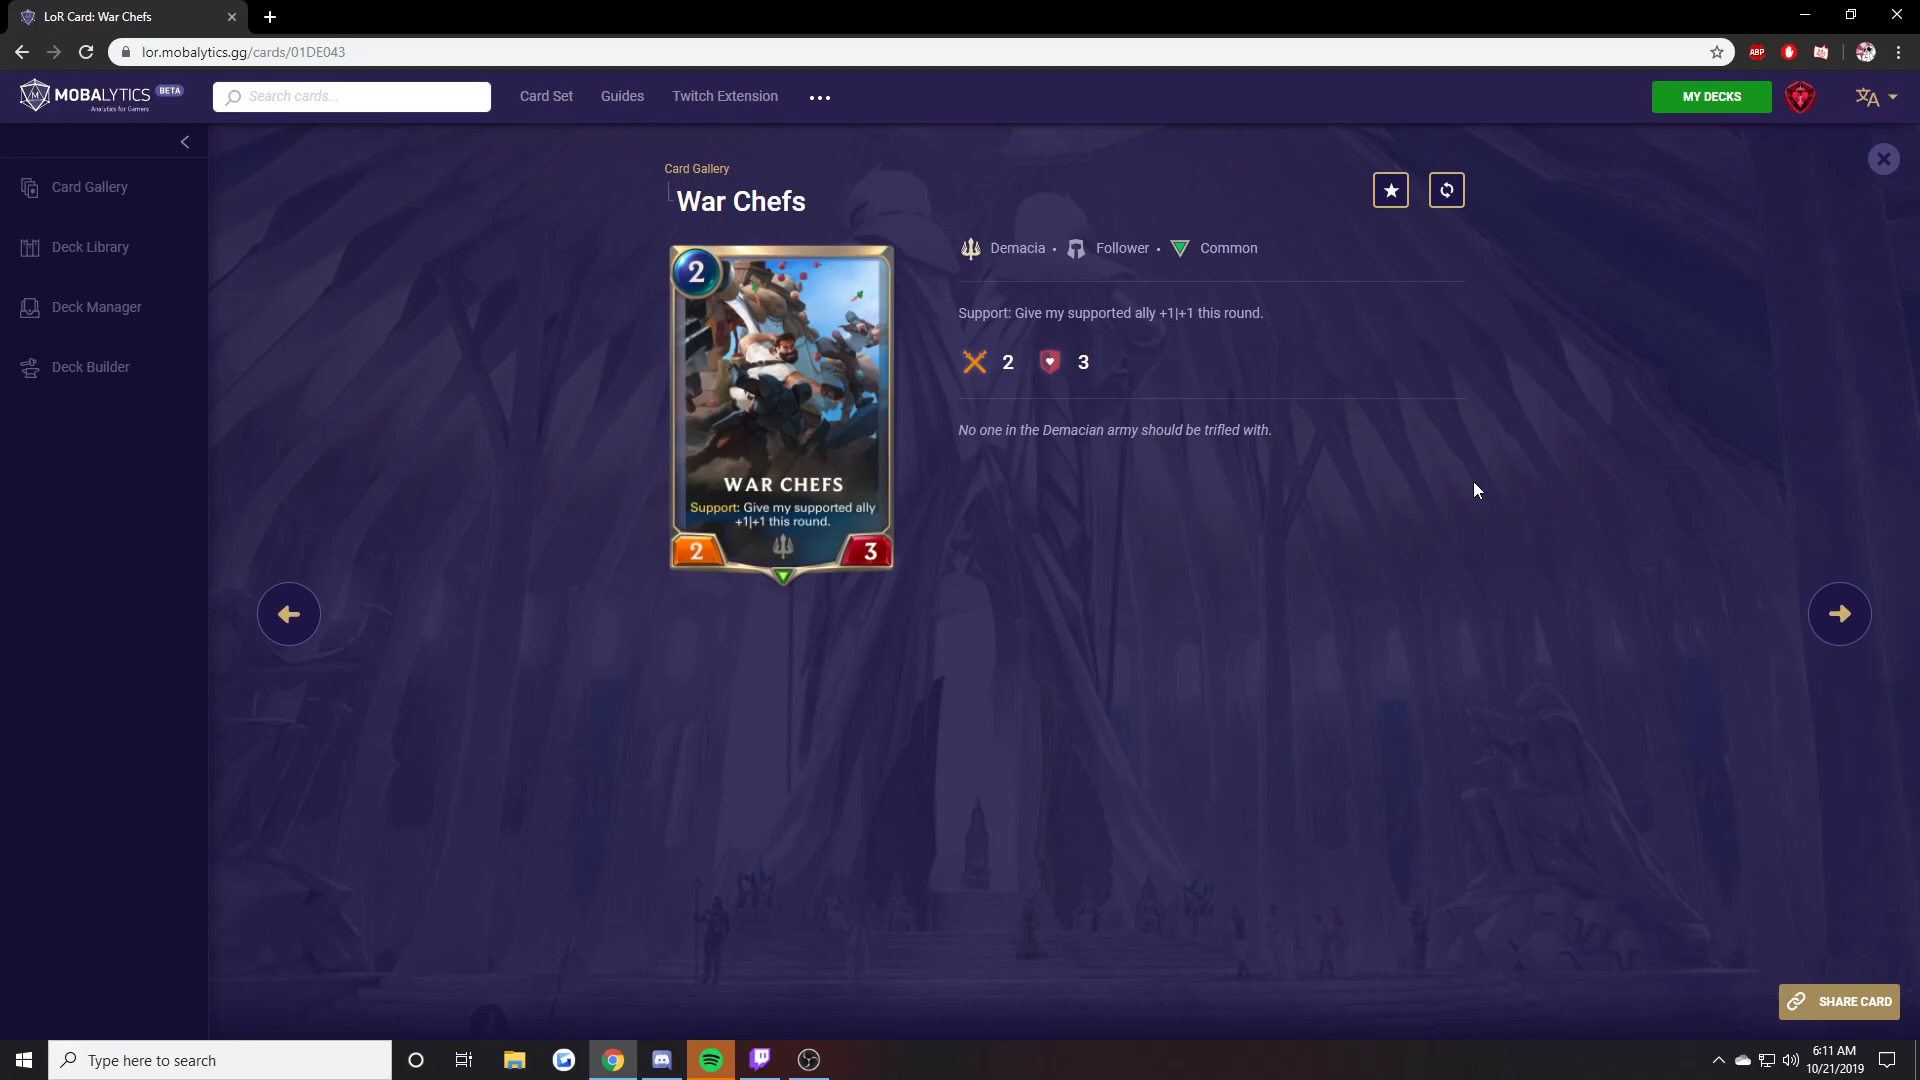 LoR Card: War Chefs
lor.mobalytics.gg/cards/01DE043
ABP
MOBALYTICS BETA
Analytics for Gamers
Search cards...
Card Set
Guides
Twitch Extension
MY DECKS
Card Gallery
Deck Library
Deck Manager
Deck Builder
Card Gallery
War Chefs
Demacia
Follower
Common
Support: Give my supported ally +1|+1 this round.
2 3
No one in the Demacian army should be trifled with.
2
WAR CHEFS
Support: Give my supported ally
+1|+1 this round.
2 3
SHARE CARD
Type here to search
6:11 AM
10/21/2019